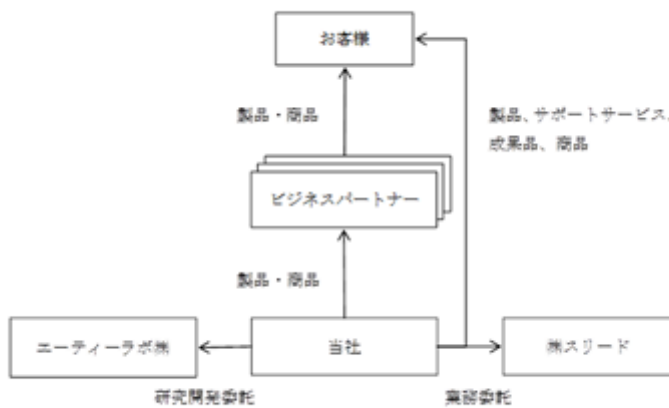 お客様
製品・商品
製品、サポートサービス、
成果品、商品
ビジネスパートナー
製品・商品
エーティーラボ㈱
当社
㈱スリード
研究開発委託
業務委託